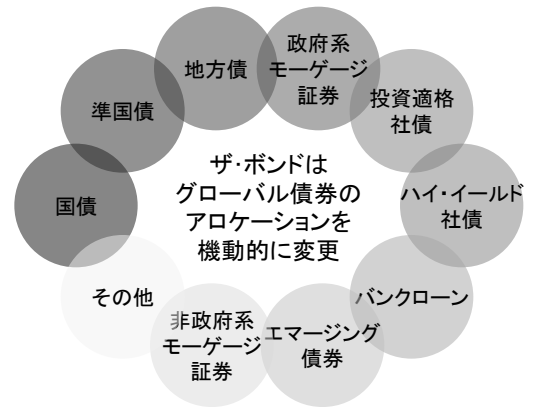 国債
準国債
地方債
政府系
モーゲージ
証券
投資適格
社債
ハイ・イールド
社債
バンクローン
エマージング
債券
非政府系
モーゲージ
証券
その他
ザ・ボンドは
グローバル債券の
アロケーションを
機動的に変更